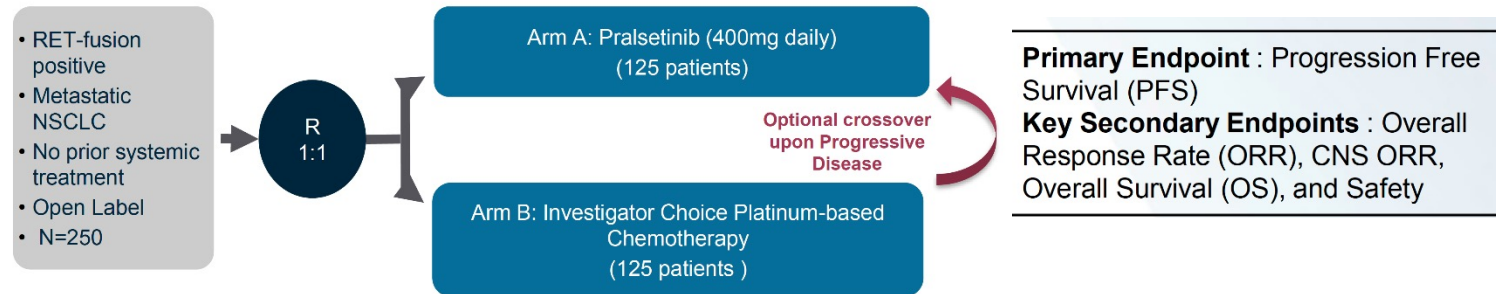 • RET-fusion
positive
• Metastatic
NSCLC
• No prior systemic
treatment
• Open Label
• N=250
R
1:1
Arm A: Pralsetinib (400mg daily)
(125 patients)
Optional crossover
upon Progressive
Disease
Arm B: Investigator Choice Platinum-based
Chemotherapy
(125 patients )
Primary Endpoint : Progression Free
Survival (PFS)
Key Secondary Endpoints : Overall
Response Rate (ORR), CNS ORR,
Overall Survival (OS), and Safety